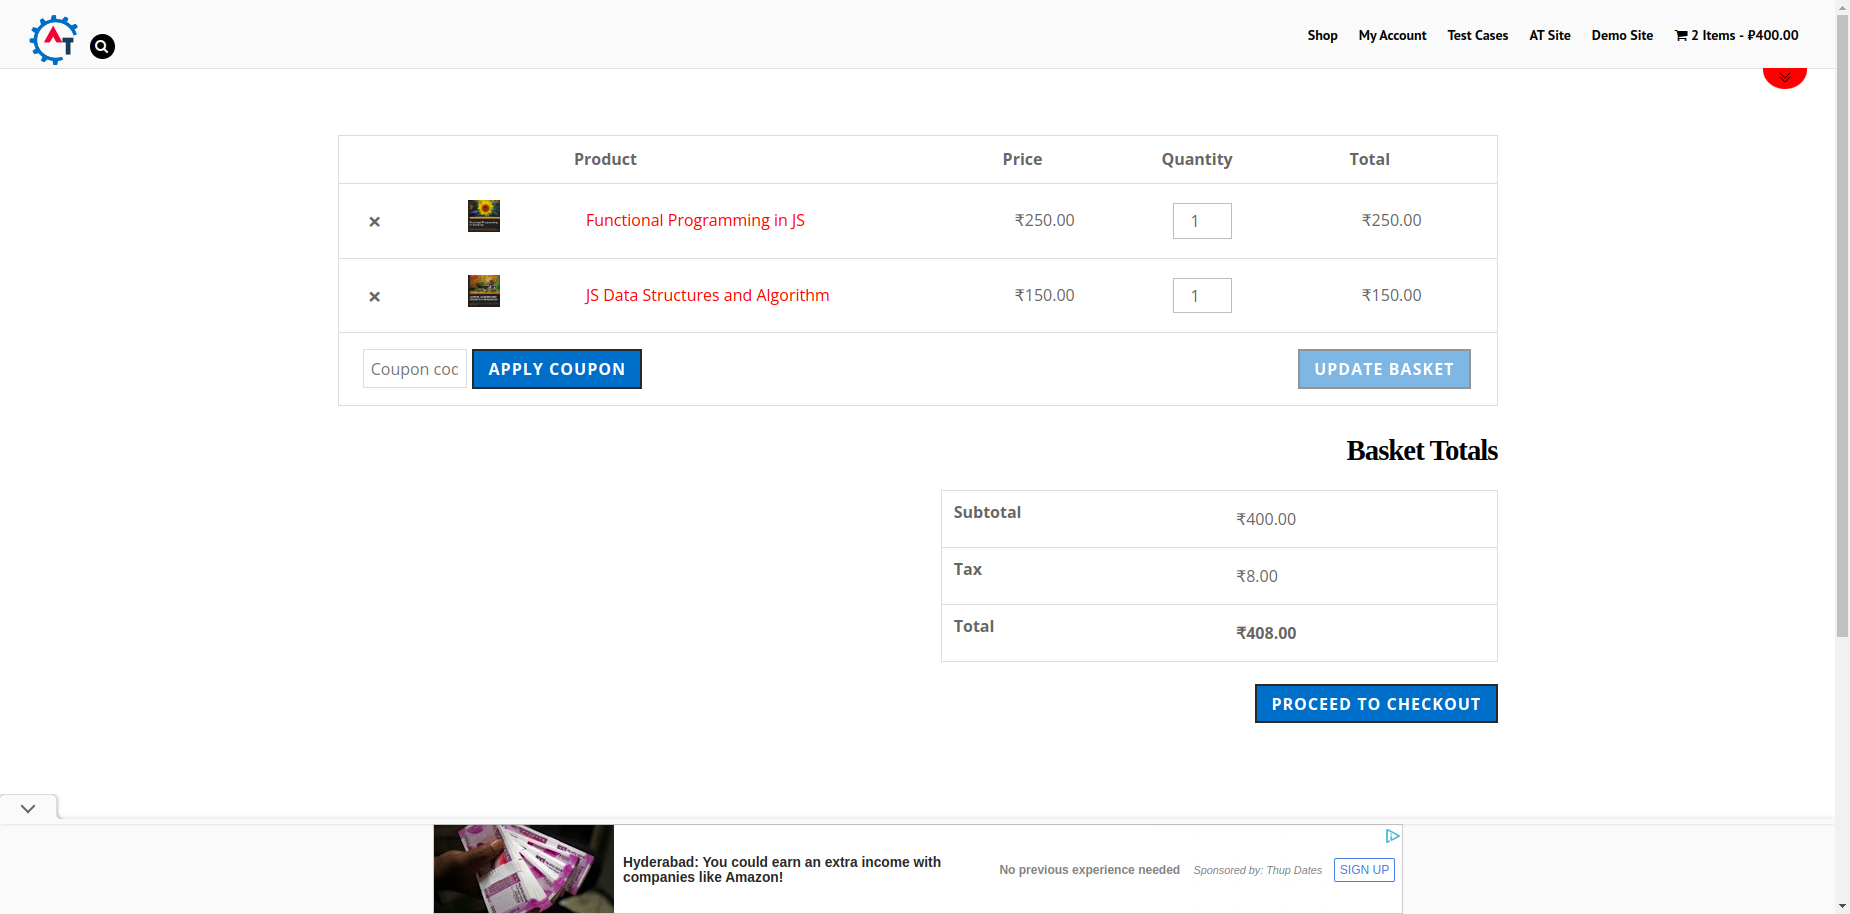 AT
Shop My Account Test Cases AT Site Demo Site 2 Items - ₽400.00
Product Price Quantity Total
× Functional Programming in JS ₹250.00 1 ₹250.00
× JS Data Structures and Algorithm ₹150.00 1 ₹150.00
Coupon APPLY COUPON UPDATE BASKET
Basket Totals
Subtotal ₹400.00
Tax ₹8.00
Total ₹408.00
PROCEED TO CHECKOUT
Hyderabad: You could earn an extra income with
companies like Amazon!
No previous experience needed Sponsored by: Thup Dates SIGN UP